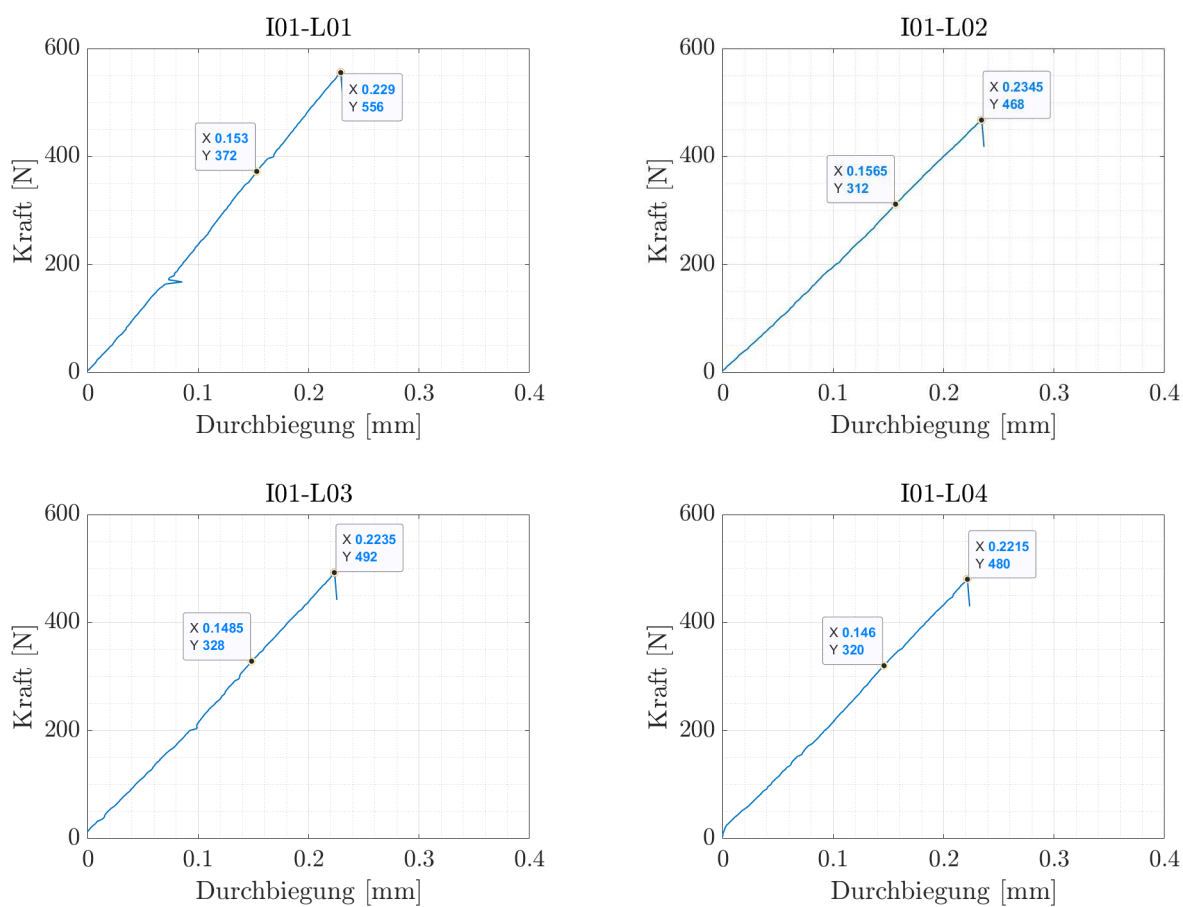 I01-L01
600
400
200
0
Kraft [N]
X 0.153
Y 372
X 0.229
Y 556
0 0.1 0.2 0.3 0.4
Durchbiegung [mm]
I01-L02
600
400
200
0
Kraft [N]
X 0.1565
Y 312
X 0.2345
Y 468
0 0.1 0.2 0.3 0.4
Durchbiegung [mm]
I01-L03
600
400
200
0
Kraft [N]
X 0.1485
Y 328
X 0.2235
Y 492
0 0.1 0.2 0.3 0.4
Durchbiegung [mm]
I01-L04
600
400
200
0
Kraft [N]
X 0.146
Y 320
X 0.2215
Y 480
0 0.1 0.2 0.3 0.4
Durchbiegung [mm]